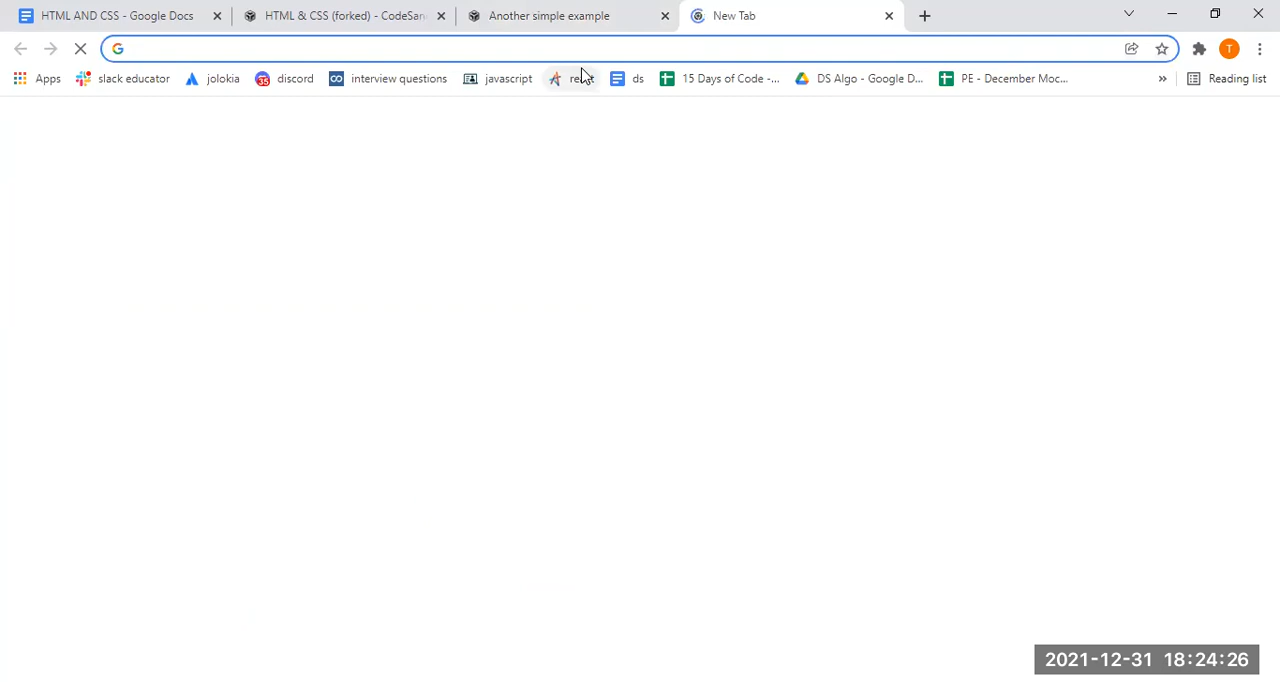 HTML AND CSS - Google Docs
HTML & CSS (forked) - CodeSan
Another simple example
New Tab
T
Apps
slack educator
jolokia
35
discord
interview questions
javascript
ds
15 Days of Code -...
DS Algo - Google D...
PE - December Moc...
»
Reading list
2021-12-31 18:24:26